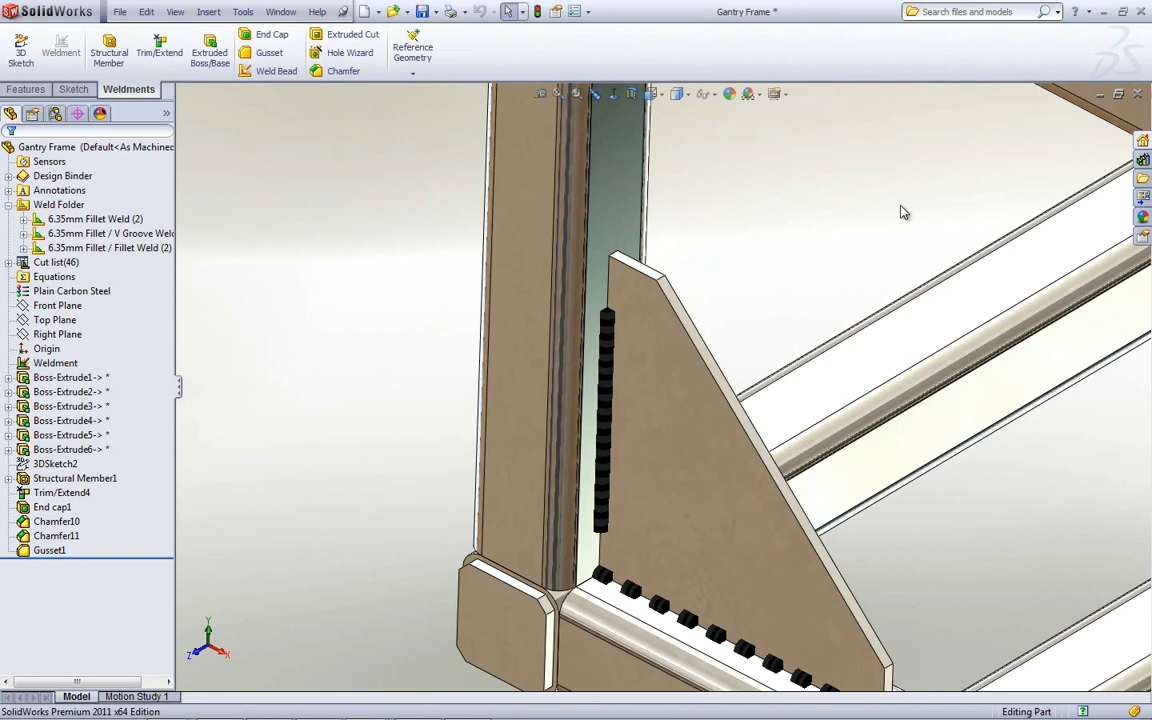 SolidWorks File Edit View Insert Tools Window Help Gantry Frame * Search files and models
3D Sketch Weldment Structural Member Trim/Extend Extruded Boss/Base End Cap Gusset Weld Bead Extruded Cut Hole Wizard Chamfer Reference Geometry
Features Sketch Weldments
Gantry Frame (Default<As Machined
Sensors
Design Binder
Annotations
Weld Folder
6.35mm Fillet Weld (2)
6.35mm Fillet / V Groove Weld
6.35mm Fillet / Fillet Weld (2)
Cut list(46)
Equations
Plain Carbon Steel
Front Plane
Top Plane
Right Plane
Origin
Weldment
Boss-Extrude1-> *
Boss-Extrude2-> *
Boss-Extrude3-> *
Boss-Extrude4-> *
Boss-Extrude5-> *
Boss-Extrude6-> *
3DSketch2
Structural Member1
Trim/Extend4
End cap1
Chamfer10
Chamfer11
Gusset1
Y
Z X
Model Motion Study 1
SolidWorks Premium 2011 x64 Edition Editing Part